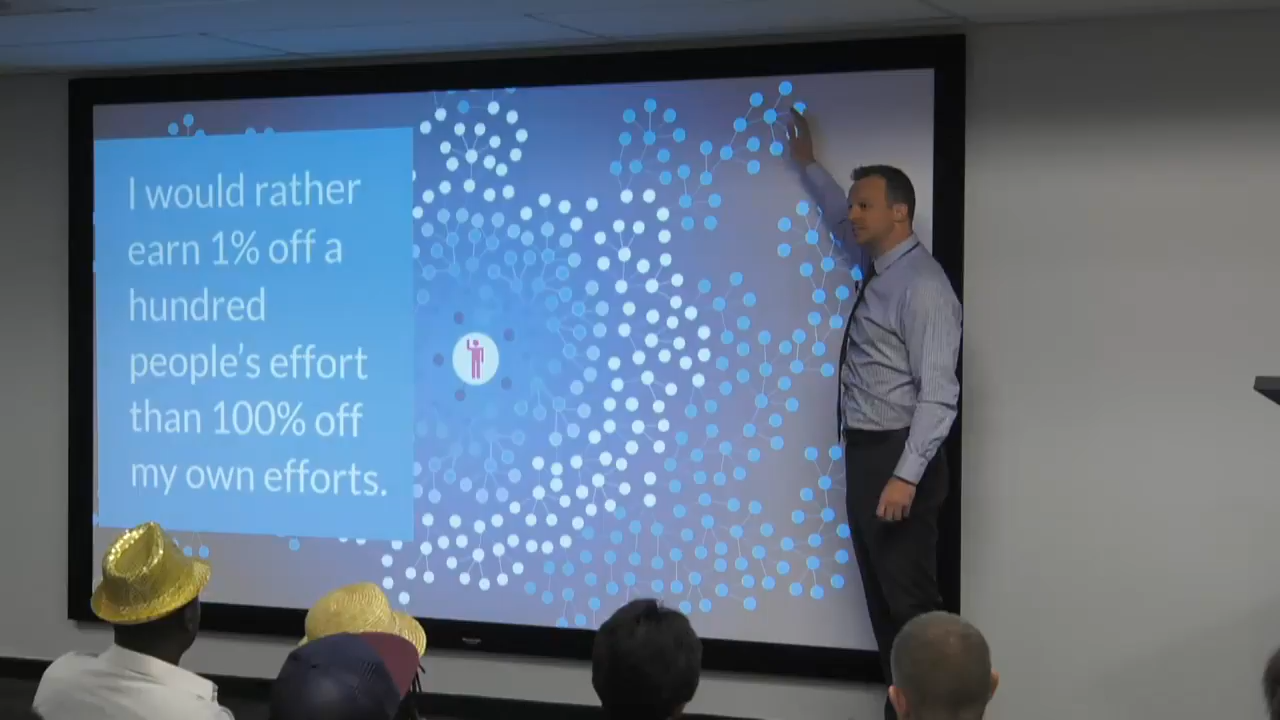 I would rather
earn 1% off a
hundred
people's effort
than 100% off
my own efforts.